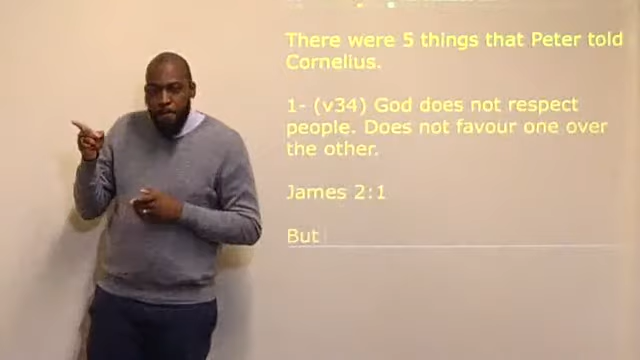 There were 5 things that Peter told
Cornelius.
1- (v34) God does not respect
people. Does not favour one over
the other.
James 2:1
But